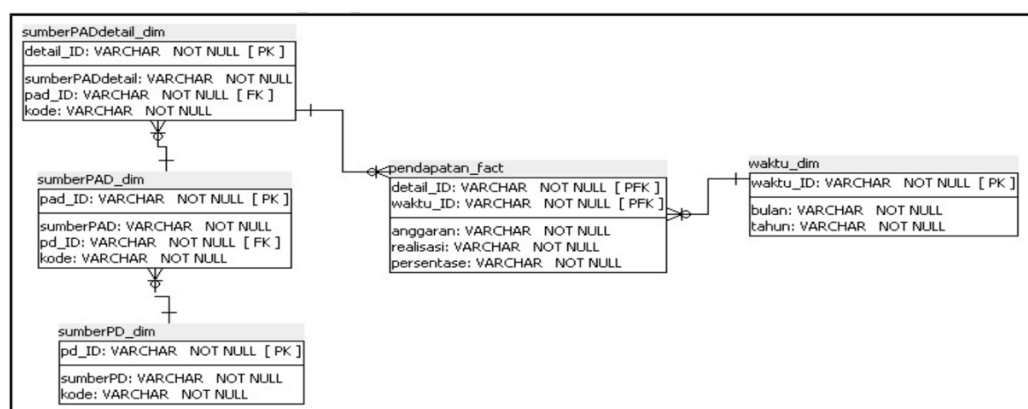 sumberPADdetail_dim
detail_ID: VARCHAR NOT NULL [ PK ]
sumberPADdetail: VARCHAR NOT NULL
pad_ID: VARCHAR NOT NULL [ FK ]
kode: VARCHAR NOT NULL
sumberPAD_dim
pad_ID: VARCHAR NOT NULL [ PK ]
sumberPAD: VARCHAR NOT NULL
pd_ID: VARCHAR NOT NULL [ FK ]
kode: VARCHAR NOT NULL
sumberPD_dim
pd_ID: VARCHAR NOT NULL [ PK ]
sumberPD: VARCHAR NOT NULL
kode: VARCHAR NOT NULL
pendapatan_fact
detail_ID: VARCHAR NOT NULL [ PFK ]
waktu_ID: VARCHAR NOT NULL [ PFK ]
anggaran: VARCHAR NOT NULL
realisasi: VARCHAR NOT NULL
persentase: VARCHAR NOT NULL
waktu_dim
waktu_ID: VARCHAR NOT NULL [ PK ]
bulan: VARCHAR NOT NULL
tahun: VARCHAR NOT NULL